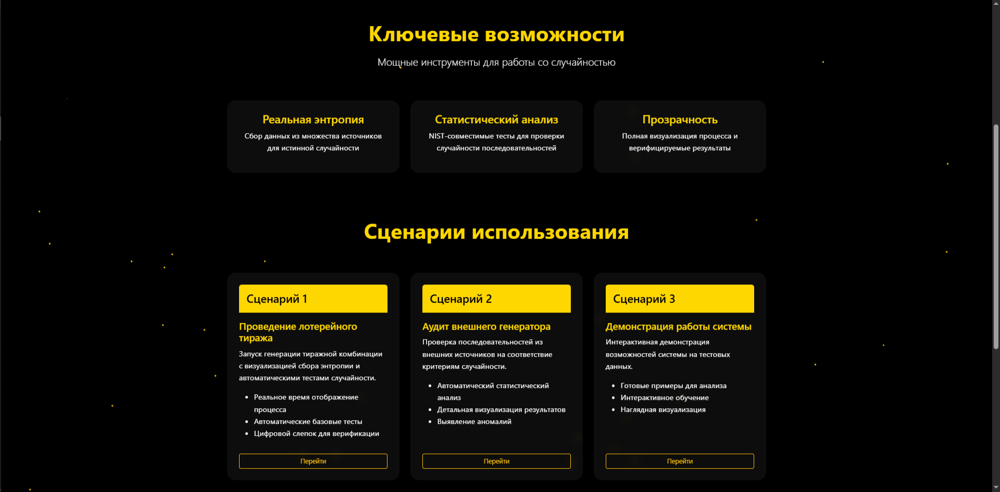 Ключевые возможности
Мощные инструменты для работы со случайностью
Реальная энтропия
Сбор данных из множества источников
для истинной случайности
Статистический анализ
NIST-совместимые тесты для проверки
случайности последовательностей
Прозрачность
Полная визуализация процесса и
верифицируемые результаты
Сценарии использования
Сценарий 1
Проведение лотерейного
тиража
Запуск генерации тиражной комбинации
с визуализацией сбора энтропии и
автоматическими тестами случайности.
• Реальное время отображение
процесса
• Автоматические базовые тесты
• Цифровой слепок для верификации
Перейти
Сценарий 2
Аудит внешнего генератора
Проверка последовательностей из
внешних источников на соответствие
критериям случайности.
• Автоматический статистический
анализ
• Детальная визуализация результатов
• Выявление аномалий
Перейти
Сценарий 3
Демонстрация работы системы
Интерактивная демонстрация
возможностей системы на тестовых
данных.
• Готовые примеры для анализа
• Интерактивное обучение
• Наглядная визуализация
Перейти